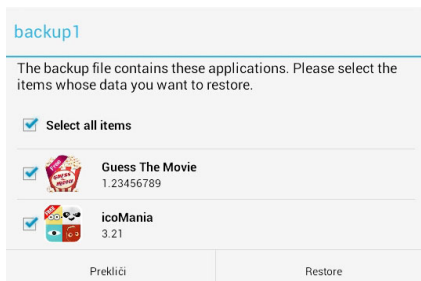 backup1
The backup file contains these applications. Please select the
items whose data you want to restore.
Select all items
Guess The Movie
1.23456789
icoMania
3.21
Prekliči
Restore